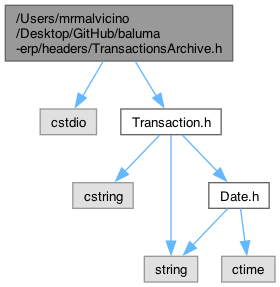 /Users/mrmalvicino
/Desktop/GitHub/baluma
-erp/headers/TransactionsArchive.h
cstdio
Transaction.h
cstring
Date.h
string
ctime